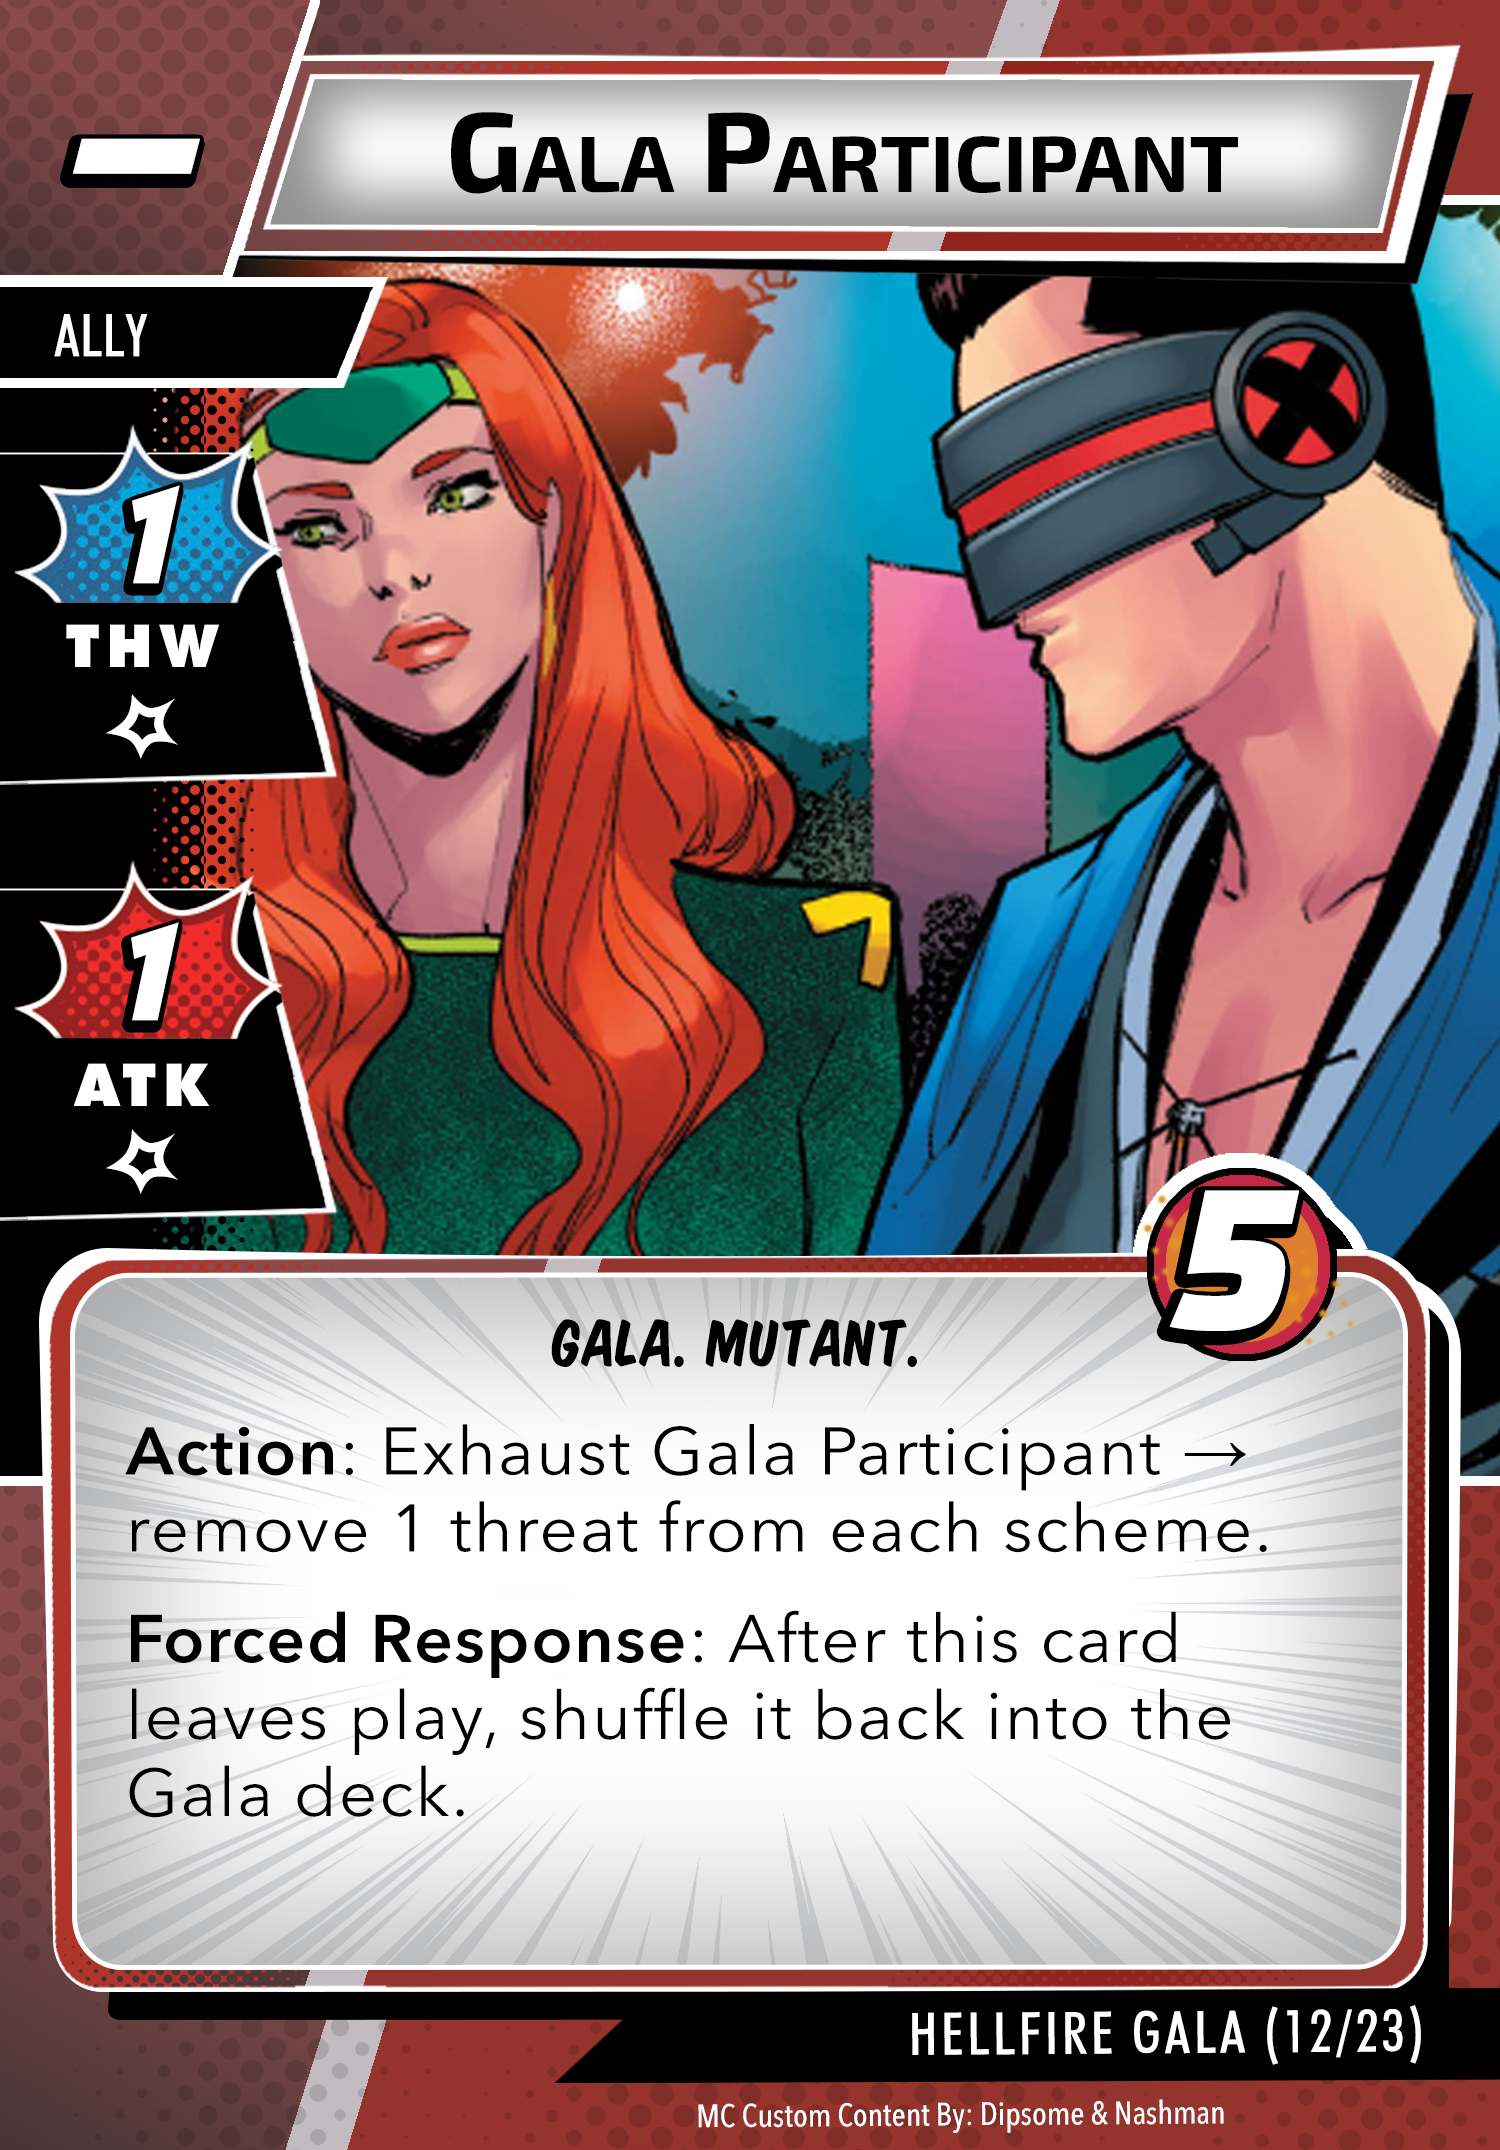 –
GALA PARTICIPANT
ALLY
1
THW
1
ATK
5
GALA. MUTANT.
Action: Exhaust Gala Participant →
remove 1 threat from each scheme.
Forced Response: After this card
leaves play, shuffle it back into the
Gala deck.
HELLFIRE GALA (12/23)
MC Custom Content By: Dipsome & Nashman